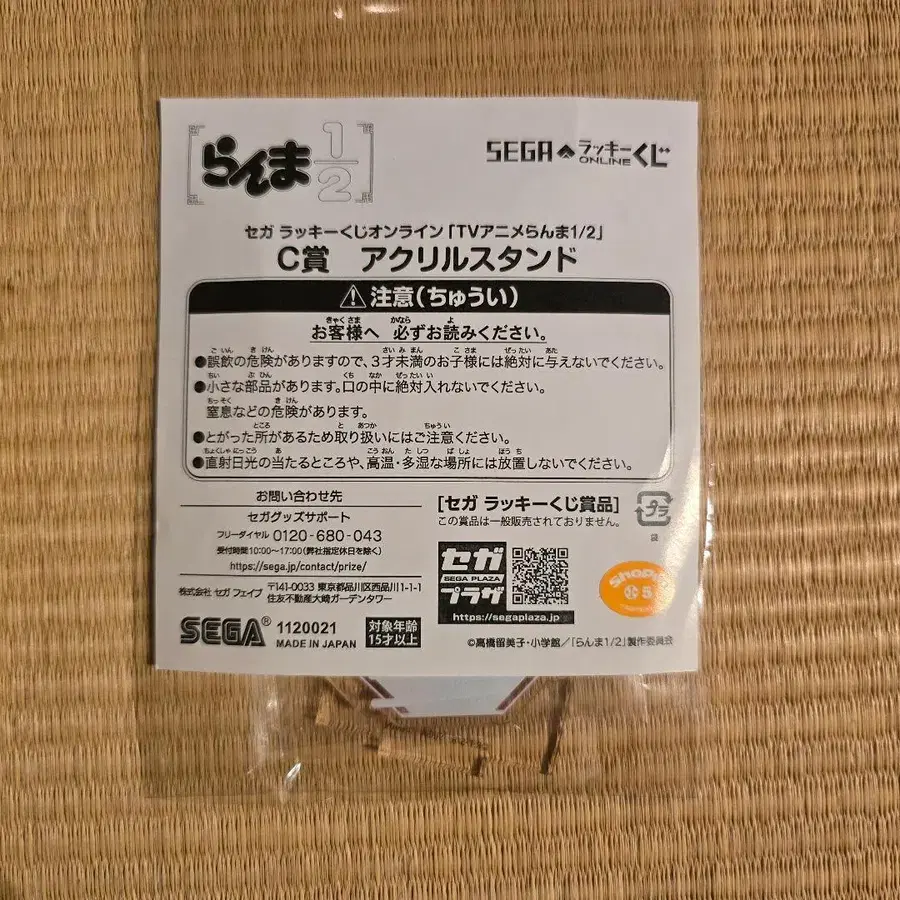 らんま1/2
SEGA ラッキーくじ ONLINE
セガ ラッキーくじオンライン「TVアニメらんま1/2」
C賞 アクリルスタンド
注意(ちゅうい)
お客様へ 必ずお読みください。
●誤飲の危険がありますので、3才未満のお子様には絶対に与えないでください。
●小さな部品があります。口の中に絶対入れないでください。
窒息などの危険があります。
●とがった所があるため取り扱いにはご注意ください。
●直射日光の当たるところや、高温・多湿な場所には放置しないでください。
お問い合わせ先
セガグッズサポート
フリーダイヤル 0120-680-043
受付時間10:00〜17:00(弊社指定休日を除く)
https://sega.jp/contact/prize/
株式会社 セガ フェイブ 〒141-0033 東京都品川区西品川1-1-1
住友不動産大崎ガーデンタワー
SEGA® 1120021
MADE IN JAPAN
対象年齢
15才以上
[セガ ラッキーくじ賞品]
この賞品は一般販売されておりません。
プラ
袋
セガ
SEGA PLAZA
プラザ
https://segaplaza.jp
©高橋留美子・小学館/「らんま1/2」製作委員会